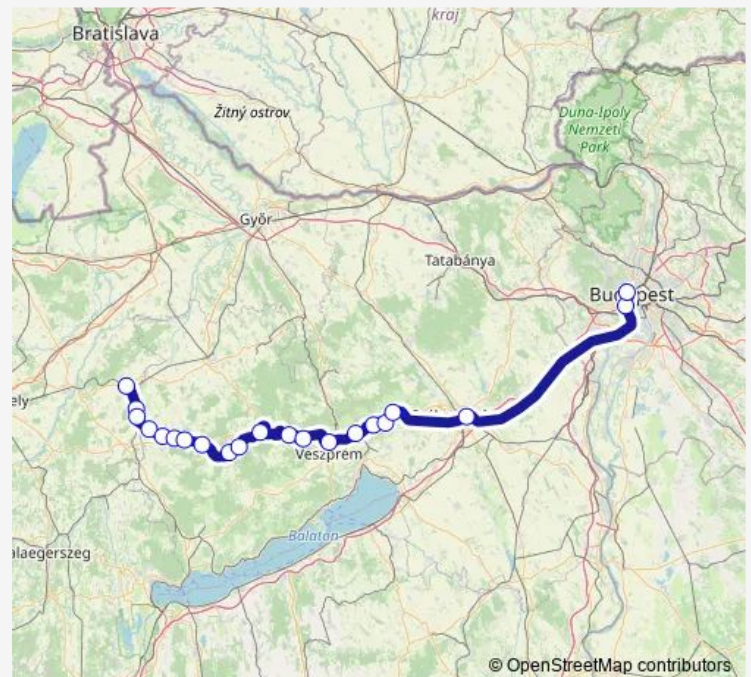 kraj
Bratislava
Žitný ostrov
Duna-Ipoly
Nemzeti
Park
Győr
Tatabánya
Budapest
ely
Veszprém
Balaton
alaegerszeg
© OpenStreetMap contributors